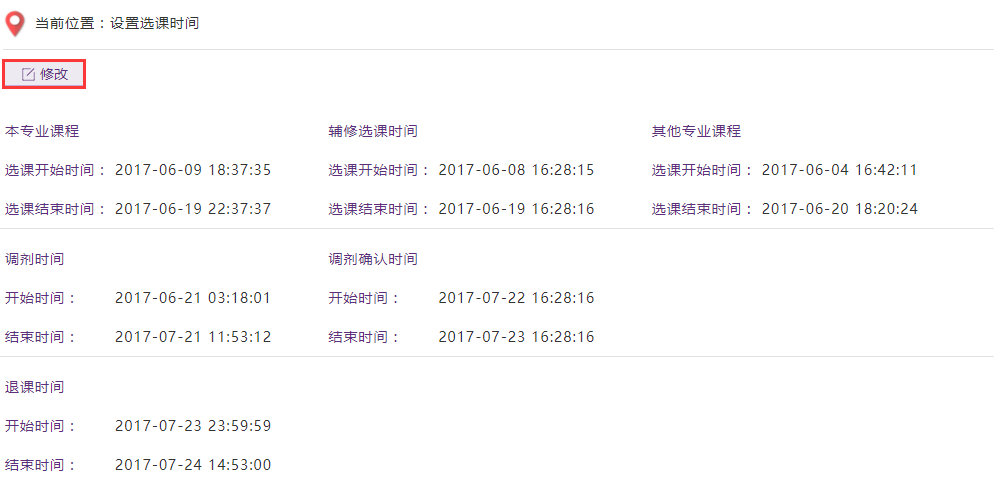 当前位置：设置选课时间
修改
本专业课程 辅修选课时间 其他专业课程
选课开始时间： 2017-06-09 18:37:35 选课开始时间： 2017-06-08 16:28:15 选课开始时间： 2017-06-04 16:42:11
选课结束时间： 2017-06-19 22:37:37 选课结束时间： 2017-06-19 16:28:16 选课结束时间： 2017-06-20 18:20:24
调剂时间 调剂确认时间
开始时间： 2017-06-21 03:18:01 开始时间： 2017-07-22 16:28:16
结束时间： 2017-07-21 11:53:12 结束时间： 2017-07-23 16:28:16
退课时间
开始时间： 2017-07-23 23:59:59
结束时间： 2017-07-24 14:53:00